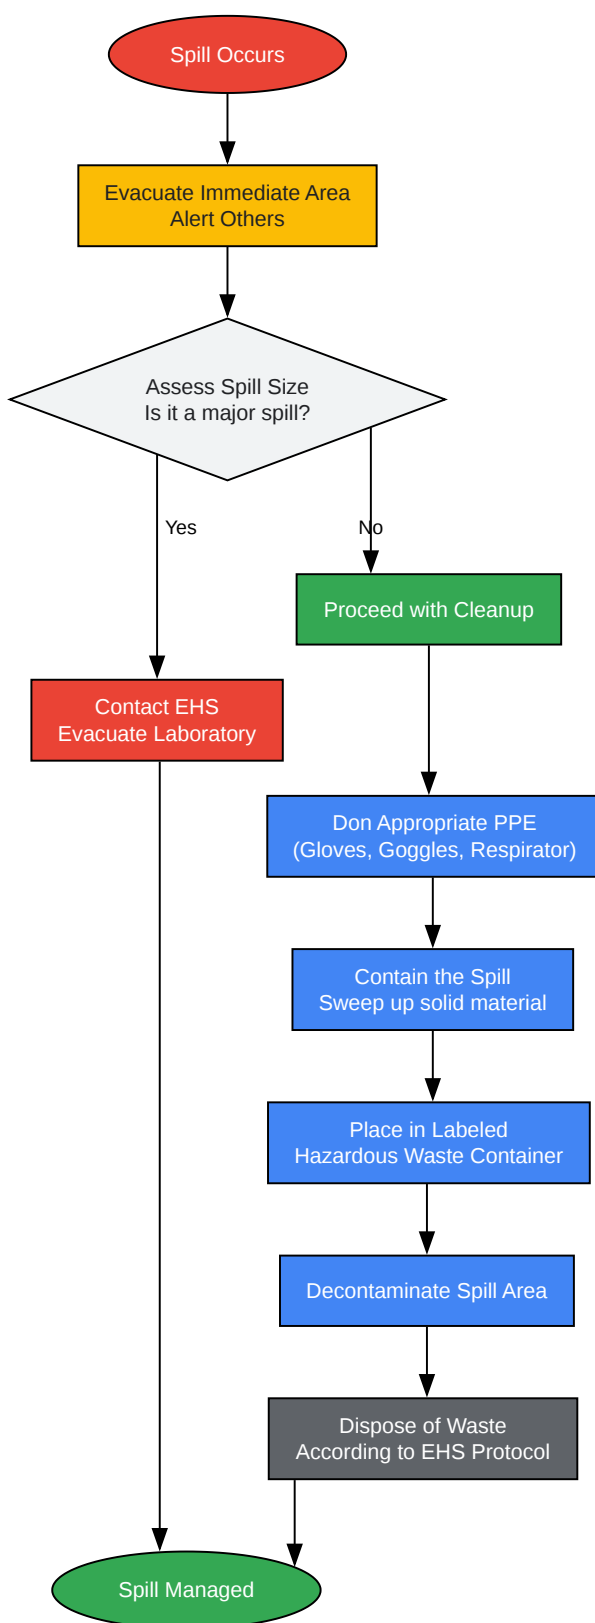 Spill Occurs
Evacuate Immediate Area
Alert Others
Assess Spill Size
Is it a major spill?
Yes
No
Proceed with Cleanup
Contact EHS
Evacuate Laboratory
Don Appropriate PPE
(Gloves, Goggles, Respirator)
Contain the Spill
Sweep up solid material
Place in Labeled
Hazardous Waste Container
Decontaminate Spill Area
Dispose of Waste
According to EHS Protocol
Spill Managed